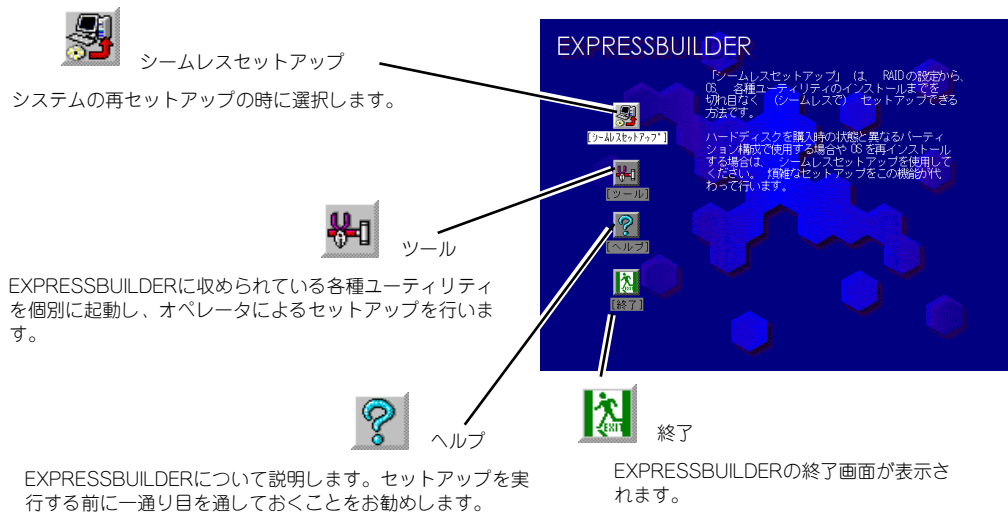 シームレスセットアップ
システムの再セットアップの時に選択します。
ツール
EXPRESSBUILDERに収められている各種ユーティリティ
を個別に起動し、オペレータによるセットアップを行いま
す。
ヘルプ
EXPRESSBUILDERについて説明します。セットアップを実
行する前に一通り目を通しておくことをお勧めします。
EXIT
終了
EXPRESSBUILDERの終了画面が表示さ
れます。
EXPRESSBUILDER
「シームレスセットアップ」 は、 RAIDの設定から、
OS、 各種ユーティリティのインストールまでを
切れ目なく （シームレスで） セットアップできる
方法です。
ハードディスクを購入時の状態と異なるパーティ
ション構成で使用する場合や OSを再インストール
する場合は、 シームレスセットアップを使用して
ください。 煩雑なセットアップをこの機能が代
わって行います。
[シームレスセットアップ]
[ツール]
[ヘルプ]
EXIT
[終了]